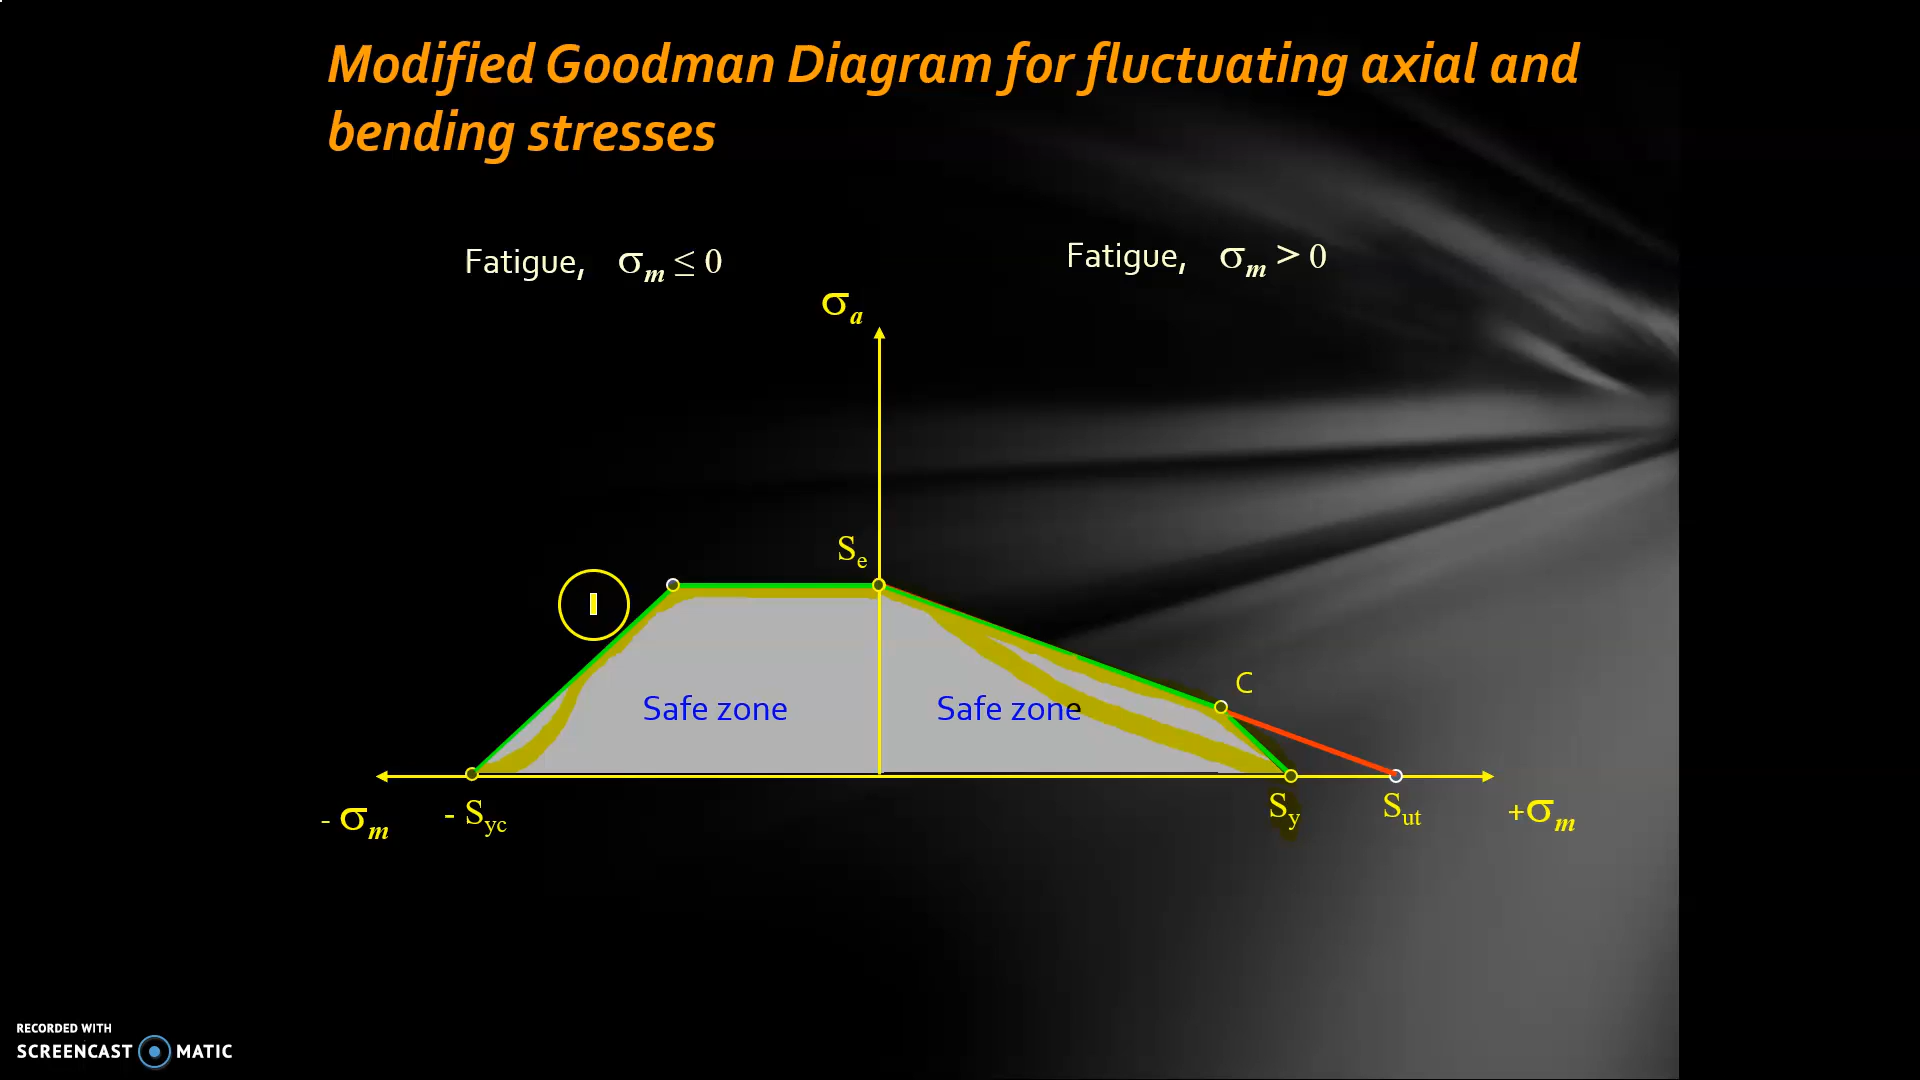 Modified Goodman Diagram for fluctuating axial and
bending stresses
Fatigue, σm ≤ 0
Fatigue, σm > 0
σa
Se
I
C
Safe zone
Safe zone
- σm
- Syc
Sy
Sut
+σm
RECORDED WITH
SCREENCAST MATIC